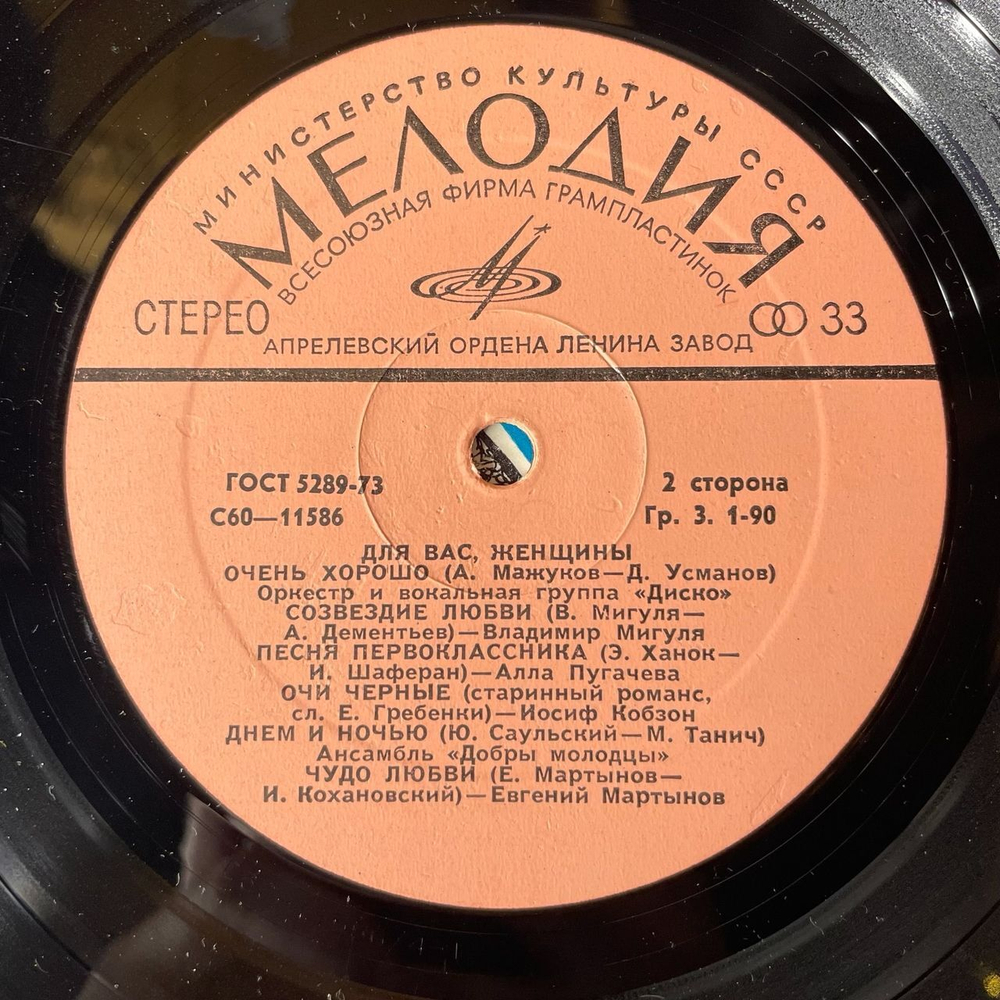 МИНИСТЕРСТВО КУЛЬТУРЫ СССР
МЕЛОДИЯ
ВСЕСОЮЗНАЯ ФИРМА ГРАМПЛАСТИНОК
СТЕРЕО
33
АПРЕЛЕВСКИЙ ОРДЕНА ЛЕНИНА ЗАВОД
ГОСТ 5289-73
2 сторона
С60—11586
Гр. 3. 1-90
ДЛЯ ВАС, ЖЕНЩИНЫ
ОЧЕНЬ ХОРОШО (А. Мажуков—Д. Усманов)
Оркестр и вокальная группа «Диско»
СОЗВЕЗДИЕ ЛЮБВИ (В. Мигуля—
А. Дементьев)—Владимир Мигуля
ПЕСНЯ ПЕРВОКЛАССНИКА (Э. Ханок—
И. Шаферан)—Алла Пугачева
ОЧИ ЧЕРНЫЕ (старинный романс,
сл. Е. Гребенки)—Иосиф Кобзон
ДНЕМ И НОЧЬЮ (Ю. Саульский—М. Танич)
Ансамбль «Добры молодцы»
ЧУДО ЛЮБВИ (Е. Мартынов—
И. Кохановский)—Евгений Мартынов